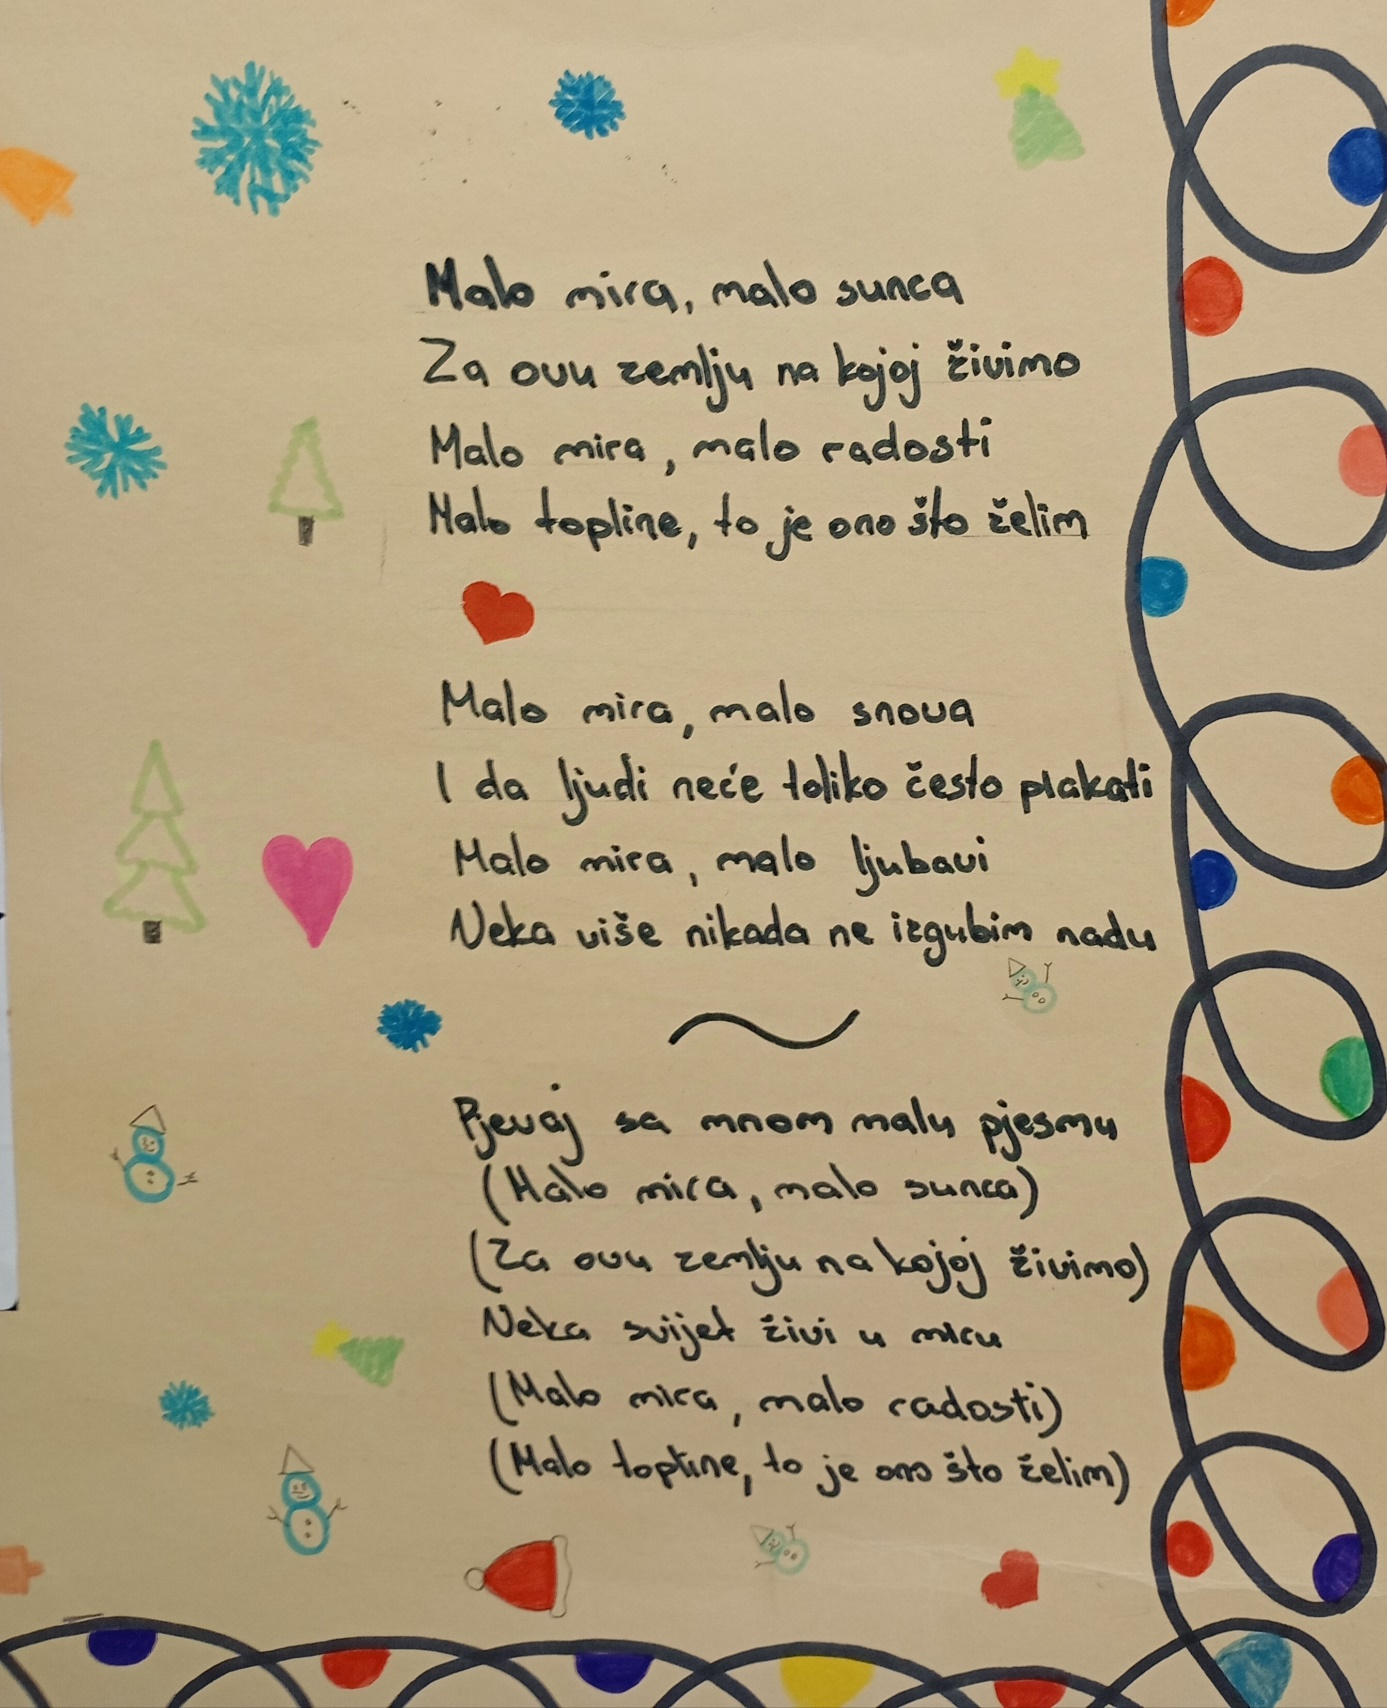 Malo mira, malo sunca
Za ovu zemlju na kojoj živimo
Malo mira, malo radosti
Malo topline, to je ono što želim
Malo mira, malo snova
I da ljudi neće toliko često plakati
Malo mira, malo ljubavi
Neka više nikada ne izgubim nadu
Pjevaj sa mnom malu pjesmu
(Malo mira, malo sunca)
(Za ovu zemlju na kojoj živimo)
Neka svijet živi u miru
(Malo mira, malo radosti)
(Malo topline, to je ono što želim)